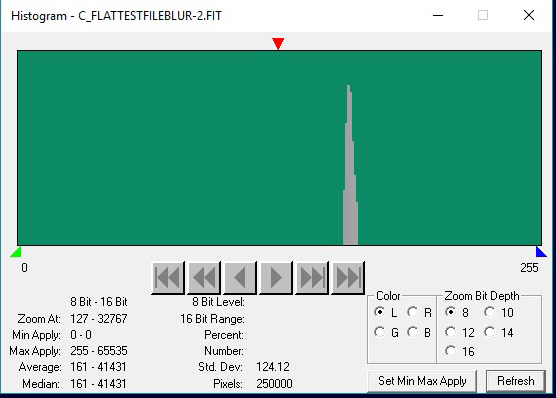 Histogram - C_FLATTESTFILEBLUR-2.FIT
0 255
8 Bit - 16 Bit 8 Bit Level:
Zoom At: 127 - 32767 16 Bit Range:
Min Apply: 0 - 0 Percent:
Max Apply: 255 - 65535 Number:
Average: 161 - 41431 Std. Dev: 124.12
Median: 161 - 41431 Pixels: 250000
Color Zoom Bit Depth
L R 8 10
G B 12 14
16
Set Min Max Apply Refresh